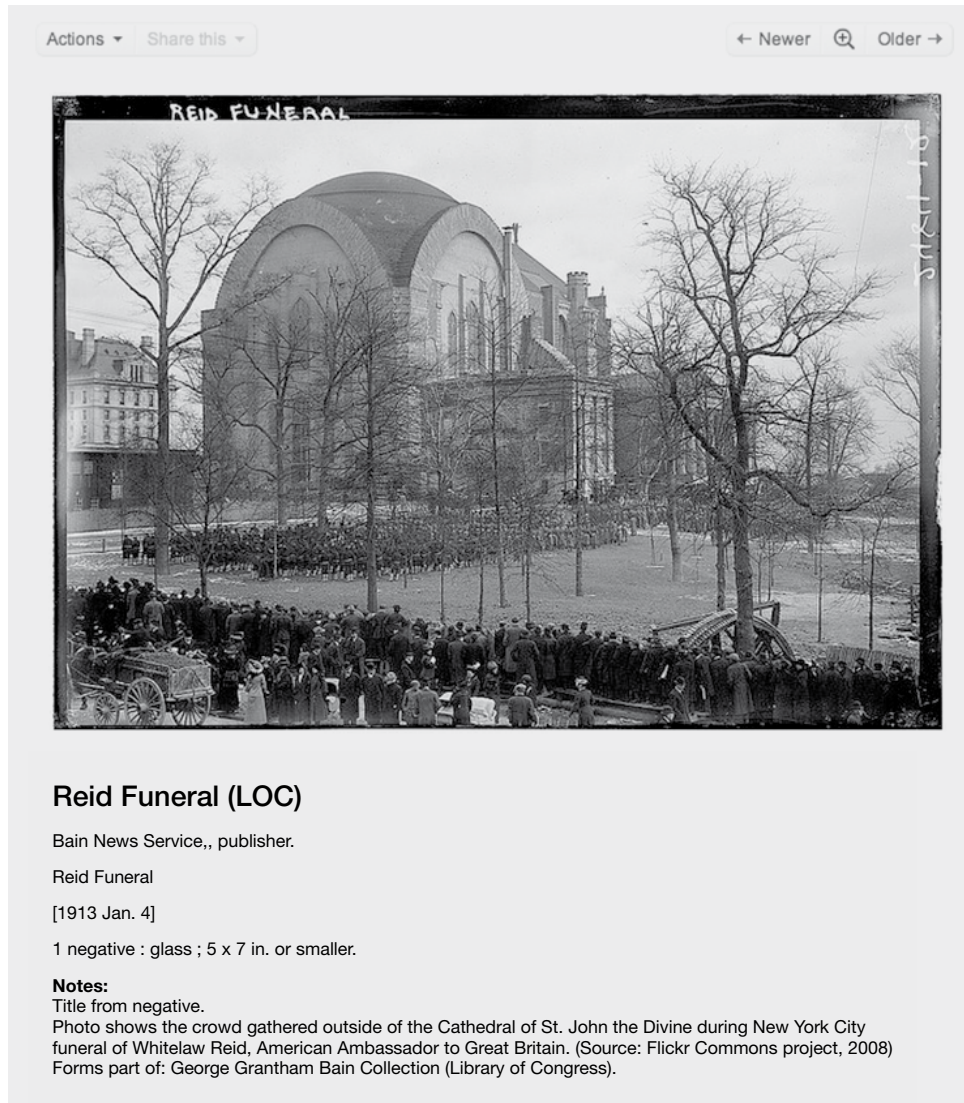 Actions Share this ← Newer Older →
REID FUNERAL
Reid Funeral (LOC)
Bain News Service,, publisher.
Reid Funeral
[1913 Jan. 4]
1 negative : glass ; 5 x 7 in. or smaller.
Notes:
Title from negative.
Photo shows the crowd gathered outside of the Cathedral of St. John the Divine during New York City
funeral of Whitelaw Reid, American Ambassador to Great Britain. (Source: Flickr Commons project, 2008)
Forms part of: George Grantham Bain Collection (Library of Congress).